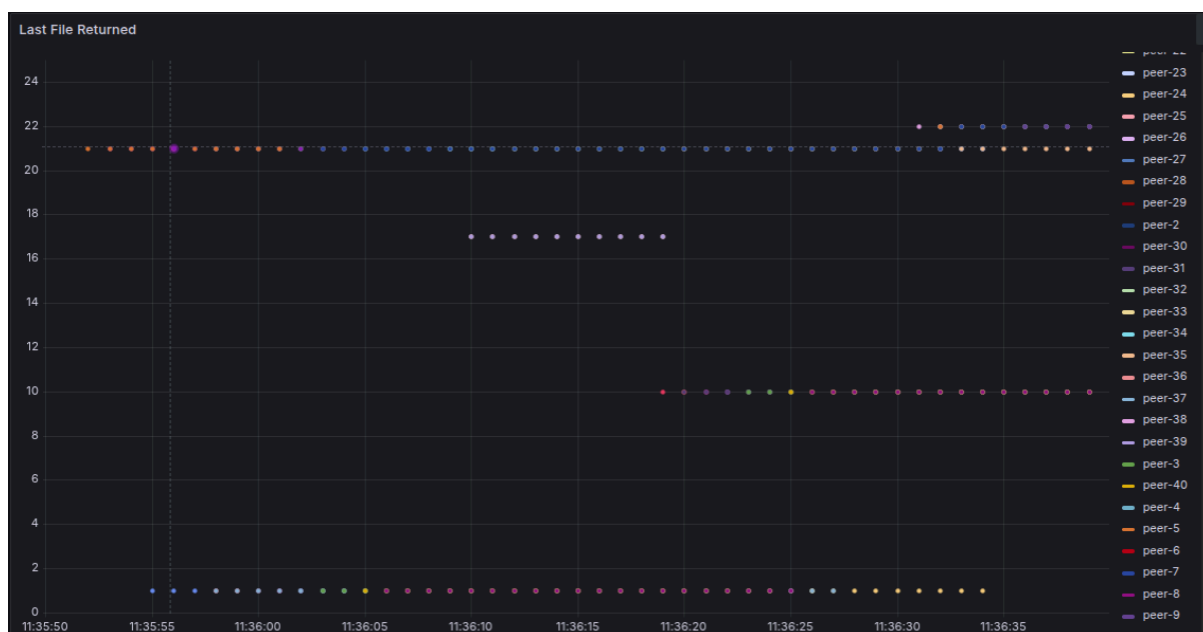 Last File Returned
24
22
20
18
16
14
12
10
8
6
4
2
0
11:35:50 11:35:55 11:36:00 11:36:05 11:36:10 11:36:15 11:36:20 11:36:25 11:36:30 11:36:35
peer-22
peer-23
peer-24
peer-25
peer-26
peer-27
peer-28
peer-29
peer-2
peer-30
peer-31
peer-32
peer-33
peer-34
peer-35
peer-36
peer-37
peer-38
peer-39
peer-3
peer-40
peer-4
peer-5
peer-6
peer-7
peer-8
peer-9